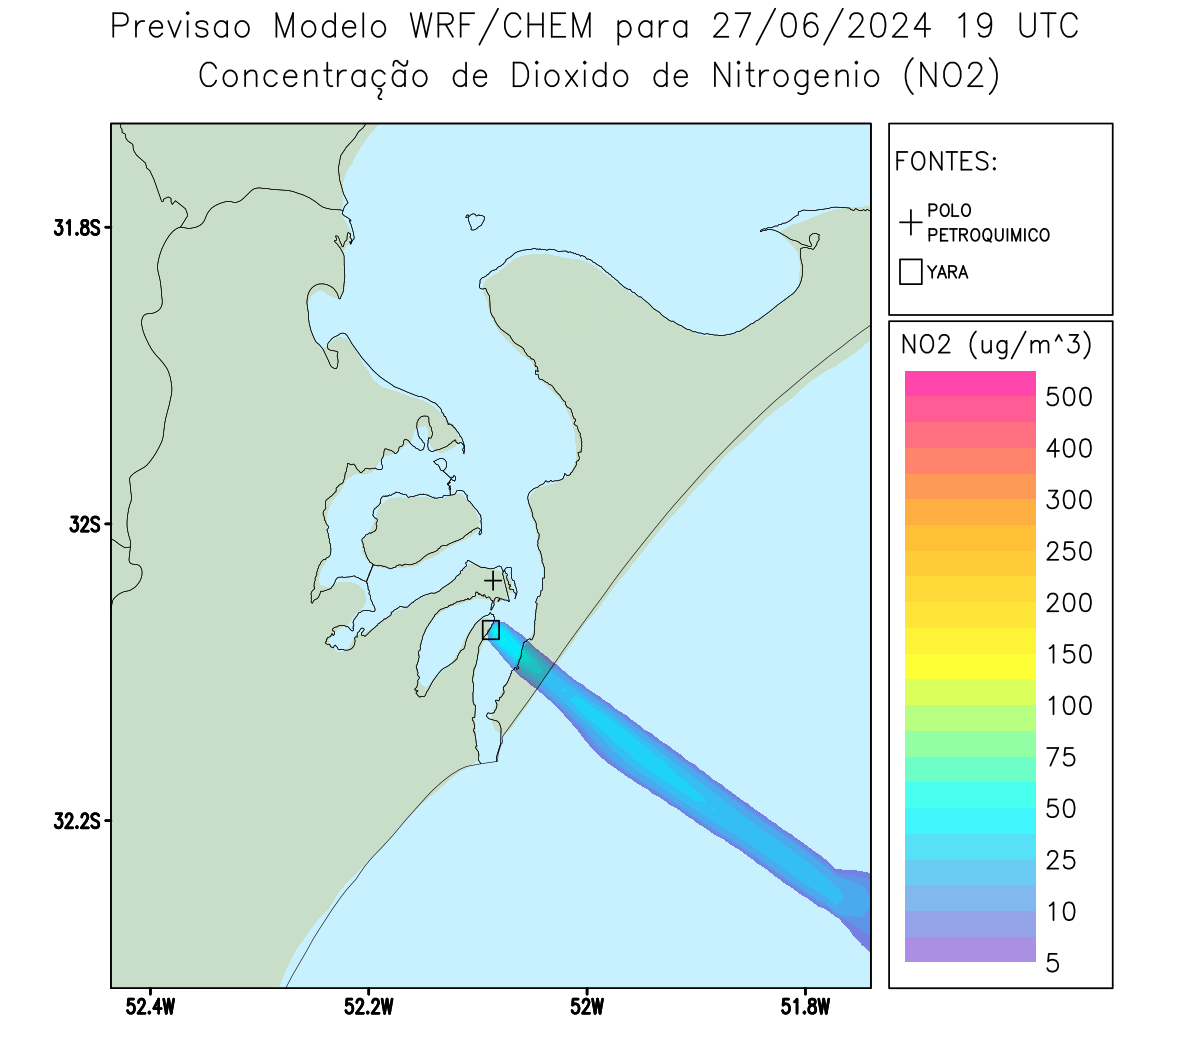 Previsao Modelo WRF/CHEM para 27/06/2024 19 UTC
Concentração de Dioxido de Nitrogenio (NO2)
FONTES:
POLO
PETROQUIMICO
YARA
31.8S
32S
32.2S
52.4W
52.2W
52W
51.8W
NO2 (ug/m^3)
500
400
300
250
200
150
100
75
50
25
10
5